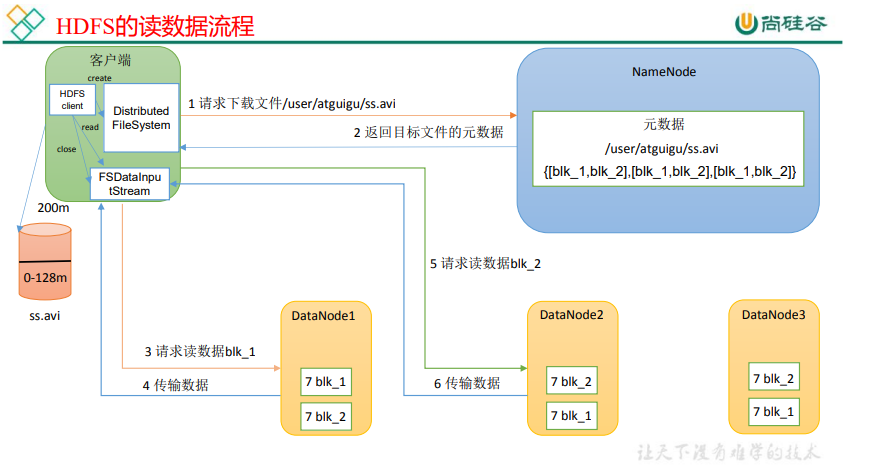 HDFS的读数据流程
尚硅谷
客户端
create
HDFS
client
Distributed
FileSystem
read
close
FSDataInpu
tStream
1 请求下载文件/user/atguigu/ss.avi
2 返回目标文件的元数据
NameNode
元数据
/user/atguigu/ss.avi
{[blk_1,blk_2],[blk_1,blk_2],[blk_1,blk_2]}
200m
0-128m
ss.avi
3 请求读数据blk_1
4 传输数据
5 请求读数据blk_2
6 传输数据
DataNode1
7 blk_1
7 blk_2
DataNode2
7 blk_2
7 blk_1
DataNode3
7 blk_2
7 blk_1
让天下没有难学的技术